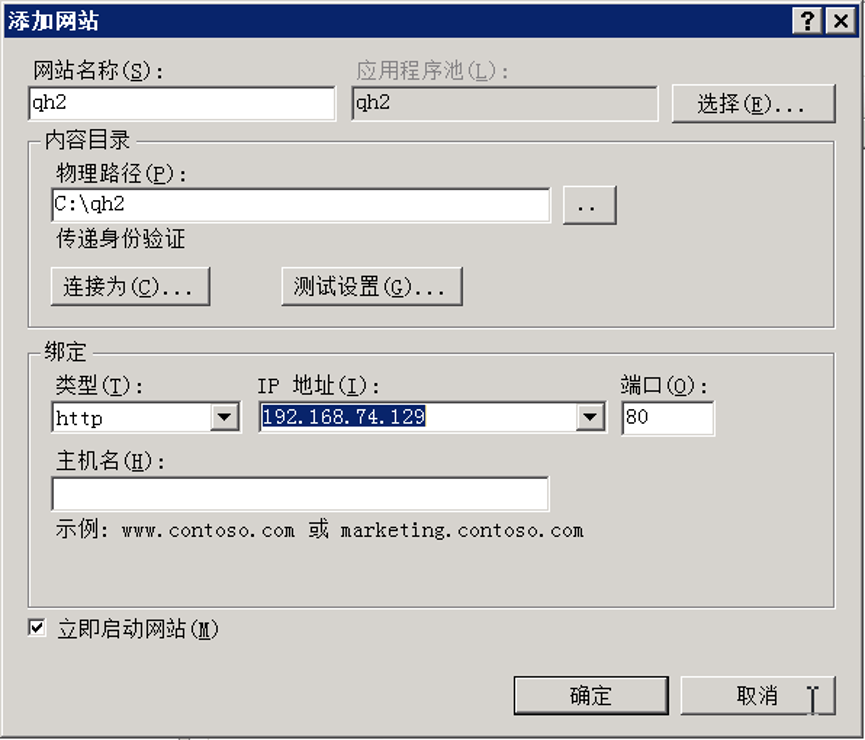 添加网站
网站名称(S): 应用程序池(L):
qh2 qh2 选择(E)...
内容目录
物理路径(P):
C:\qh2 ..
传递身份验证
连接为(C)... 测试设置(G)...
绑定
类型(T): IP 地址(I): 端口(O):
http 192.168.74.129 80
主机名(H):
示例: www.contoso.com 或 marketing.contoso.com
立即启动网站(M)
确定 取消